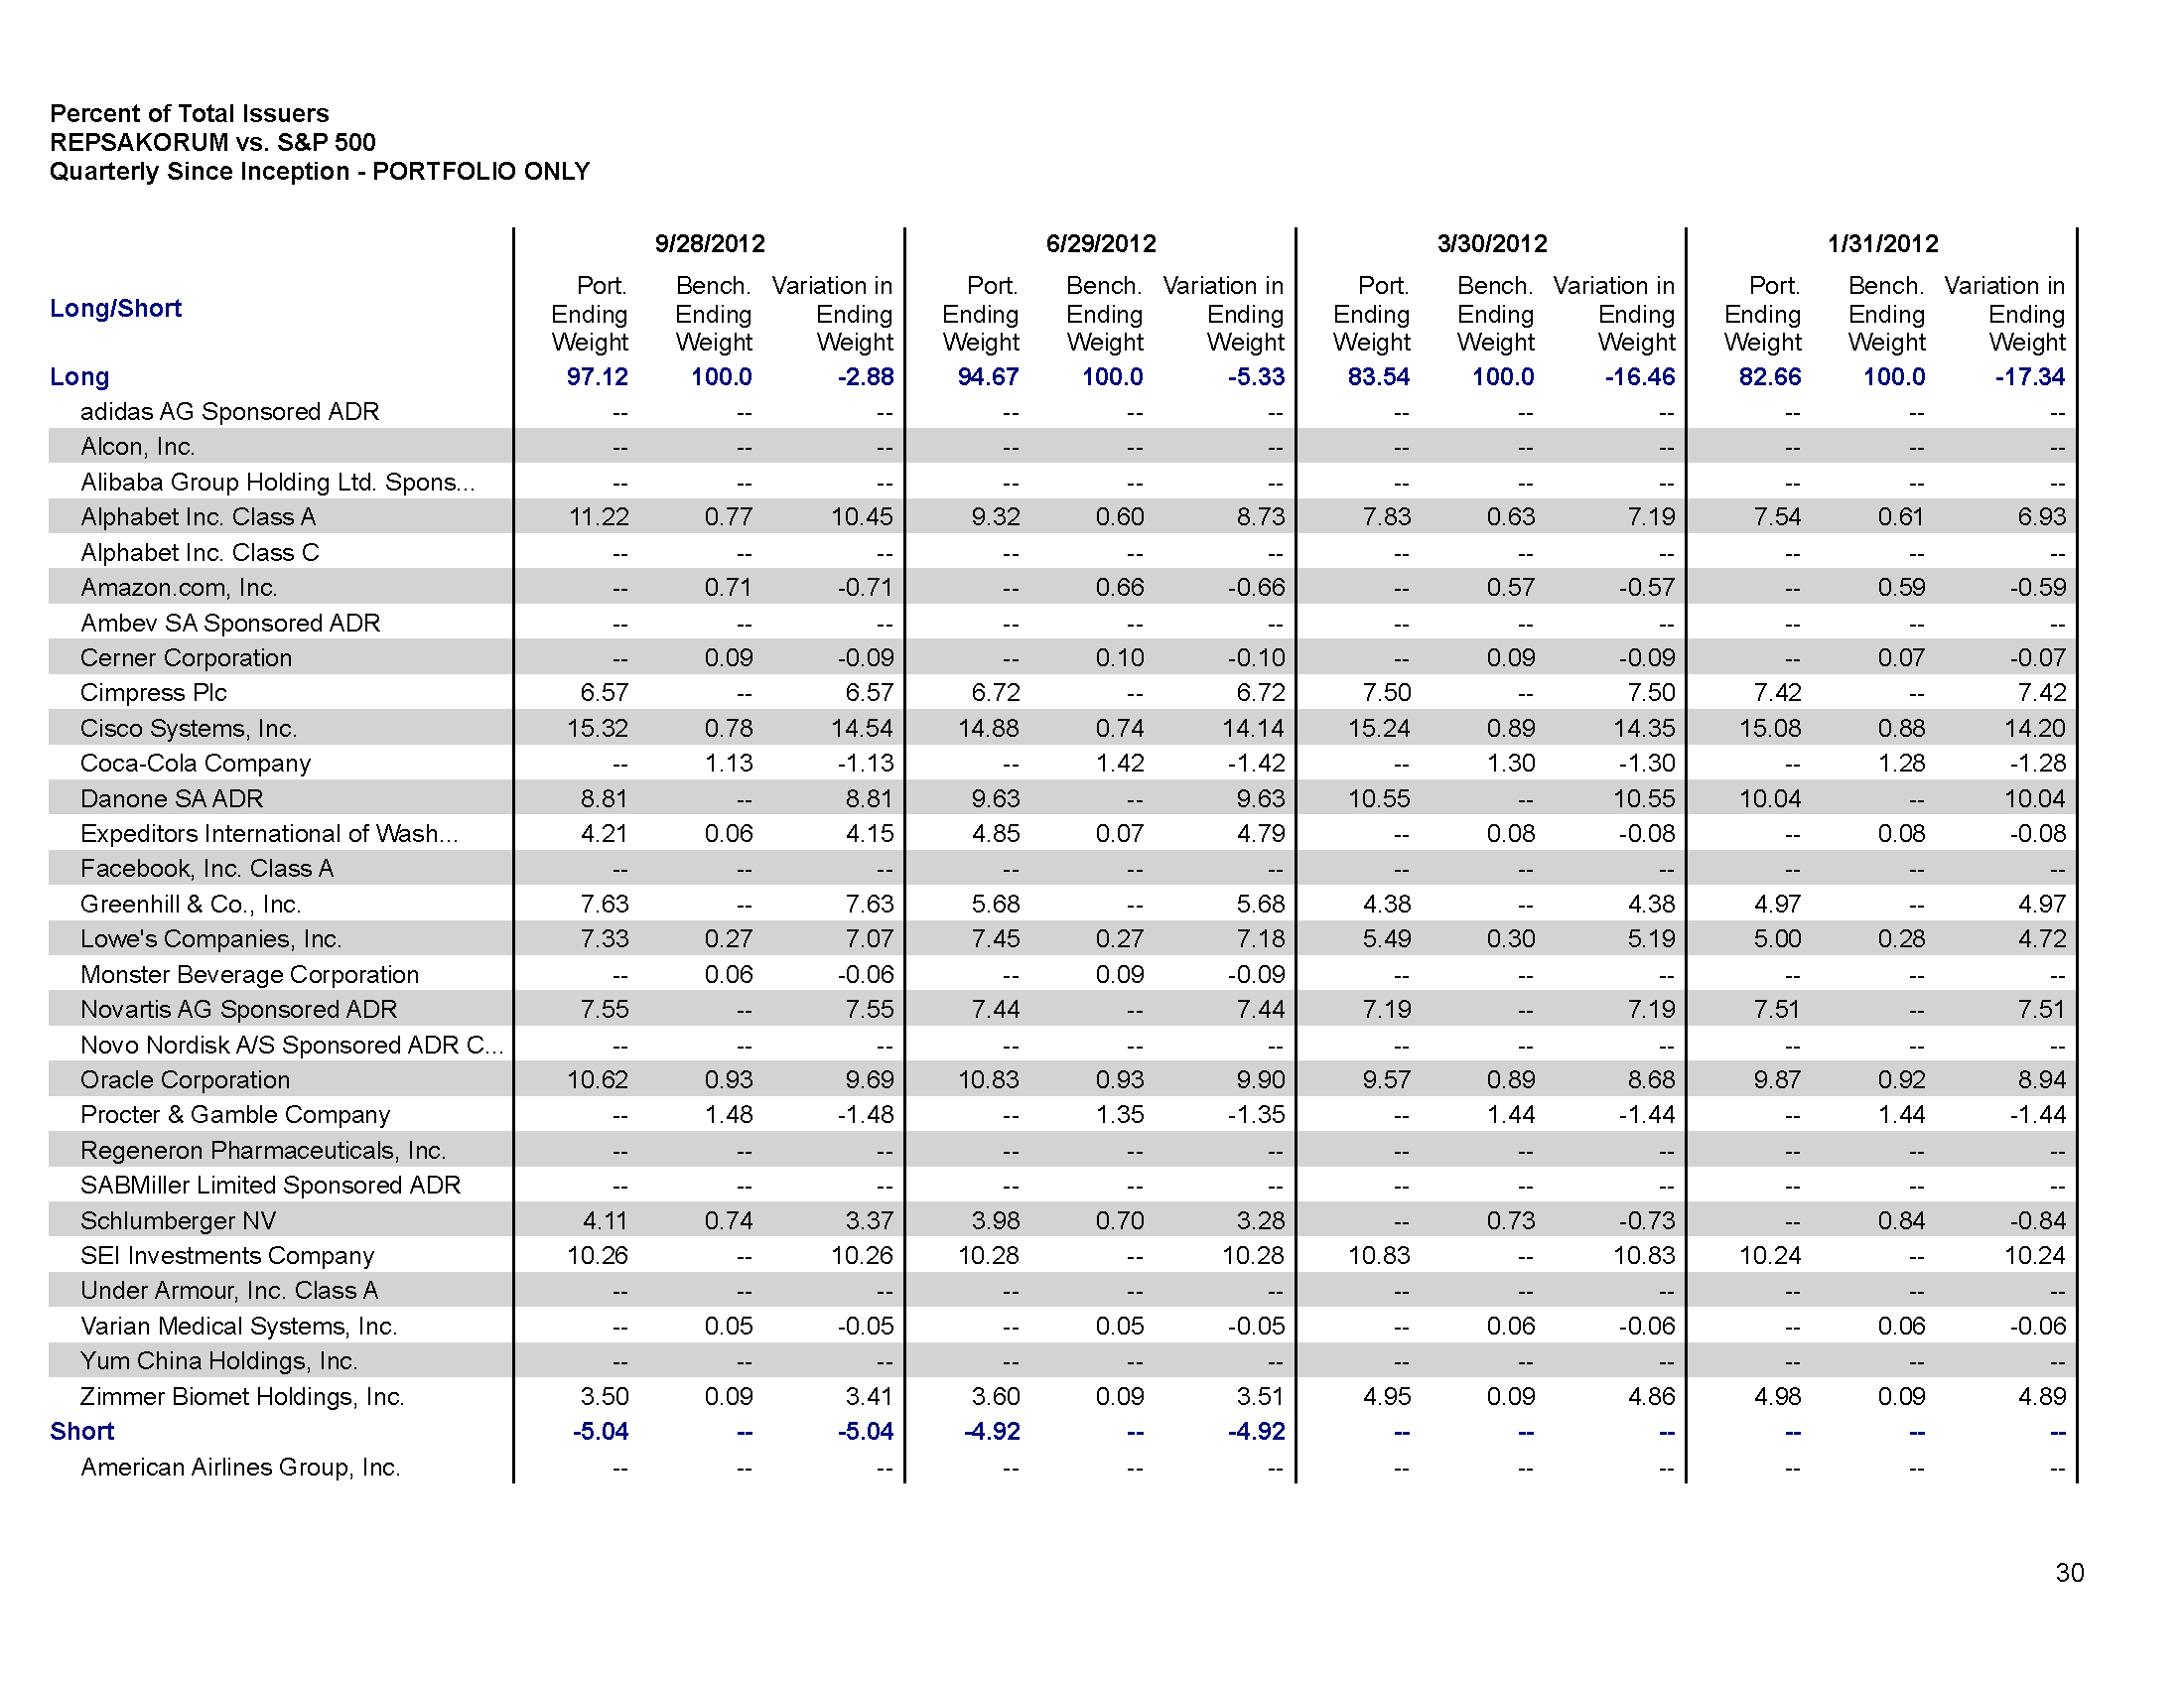 Percent of Total Issuers
REPSAKORUM vs. S&P 500
Quarterly Since Inception - PORTFOLIO ONLY
9/28/2012 6/29/2012 3/30/2012 1/31/2012
Long/Short
Port. Bench. Variation in Port. Bench. Variation in Port. Bench. Variation in Port. Bench. Variation in
Ending Ending Ending Ending Ending Ending Ending Ending Ending Ending Ending Ending
Weight Weight Weight Weight Weight Weight Weight Weight Weight Weight Weight Weight
Long 97.12 100.0 -2.88 94.67 100.0 -5.33 83.54 100.0 -16.46 82.66 100.0 -17.34
adidas AG Sponsored ADR -- -- -- -- -- -- -- -- -- -- -- --
Alcon, Inc. -- -- -- -- -- -- -- -- -- -- -- --
Alibaba Group Holding Ltd. Spons... -- -- -- -- -- -- -- -- -- -- -- --
Alphabet Inc. Class A 11.22 0.77 10.45 9.32 0.60 8.73 7.83 0.63 7.19 7.54 0.61 6.93
Alphabet Inc. Class C -- -- -- -- -- -- -- -- -- -- -- --
Amazon.com, Inc. -- 0.71 -0.71 -- 0.66 -0.66 -- 0.57 -0.57 -- 0.59 -0.59
Ambev SA Sponsored ADR -- -- -- -- -- -- -- -- -- -- -- --
Cerner Corporation -- 0.09 -0.09 -- 0.10 -0.10 -- 0.09 -0.09 -- 0.07 -0.07
Cimpress Plc 6.57 -- 6.57 6.72 -- 6.72 7.50 -- 7.50 7.42 -- 7.42
Cisco Systems, Inc. 15.32 0.78 14.54 14.88 0.74 14.14 15.24 0.89 14.35 15.08 0.88 14.20
Coca-Cola Company -- 1.13 -1.13 -- 1.42 -1.42 -- 1.30 -1.30 -- 1.28 -1.28
Danone SA ADR 8.81 -- 8.81 9.63 -- 9.63 10.55 -- 10.55 10.04 -- 10.04
Expeditors International of Wash... 4.21 0.06 4.15 4.85 0.07 4.79 -- 0.08 -0.08 -- 0.08 -0.08
Facebook, Inc. Class A -- -- -- -- -- -- -- -- -- -- -- --
Greenhill & Co., Inc. 7.63 -- 7.63 5.68 -- 5.68 4.38 -- 4.38 4.97 -- 4.97
Lowe's Companies, Inc. 7.33 0.27 7.07 7.45 0.27 7.18 5.49 0.30 5.19 5.00 0.28 4.72
Monster Beverage Corporation -- 0.06 -0.06 -- 0.09 -0.09 -- -- -- -- -- --
Novartis AG Sponsored ADR 7.55 -- 7.55 7.44 -- 7.44 7.19 -- 7.19 7.51 -- 7.51
Novo Nordisk A/S Sponsored ADR C... -- -- -- -- -- -- -- -- -- -- -- --
Oracle Corporation 10.62 0.93 9.69 10.83 0.93 9.90 9.57 0.89 8.68 9.87 0.92 8.94
Procter & Gamble Company -- 1.48 -1.48 -- 1.35 -1.35 -- 1.44 -1.44 -- 1.44 -1.44
Regeneron Pharmaceuticals, Inc. -- -- -- -- -- -- -- -- -- -- -- --
SABMiller Limited Sponsored ADR -- -- -- -- -- -- -- -- -- -- -- --
Schlumberger NV 4.11 0.74 3.37 3.98 0.70 3.28 -- 0.73 -0.73 -- 0.84 -0.84
SEI Investments Company 10.26 -- 10.26 10.28 -- 10.28 10.83 -- 10.83 10.24 -- 10.24
Under Armour, Inc. Class A -- -- -- -- -- -- -- -- -- -- -- --
Varian Medical Systems, Inc. -- 0.05 -0.05 -- 0.05 -0.05 -- 0.06 -0.06 -- 0.06 -0.06
Yum China Holdings, Inc. -- -- -- -- -- -- -- -- -- -- -- --
Zimmer Biomet Holdings, Inc. 3.50 0.09 3.41 3.60 0.09 3.51 4.95 0.09 4.86 4.98 0.09 4.89
Short -5.04 -- -5.04 -4.92 -- -4.92 -- -- -- -- -- --
American Airlines Group, Inc. -- -- -- -- -- -- -- -- -- -- -- --
30